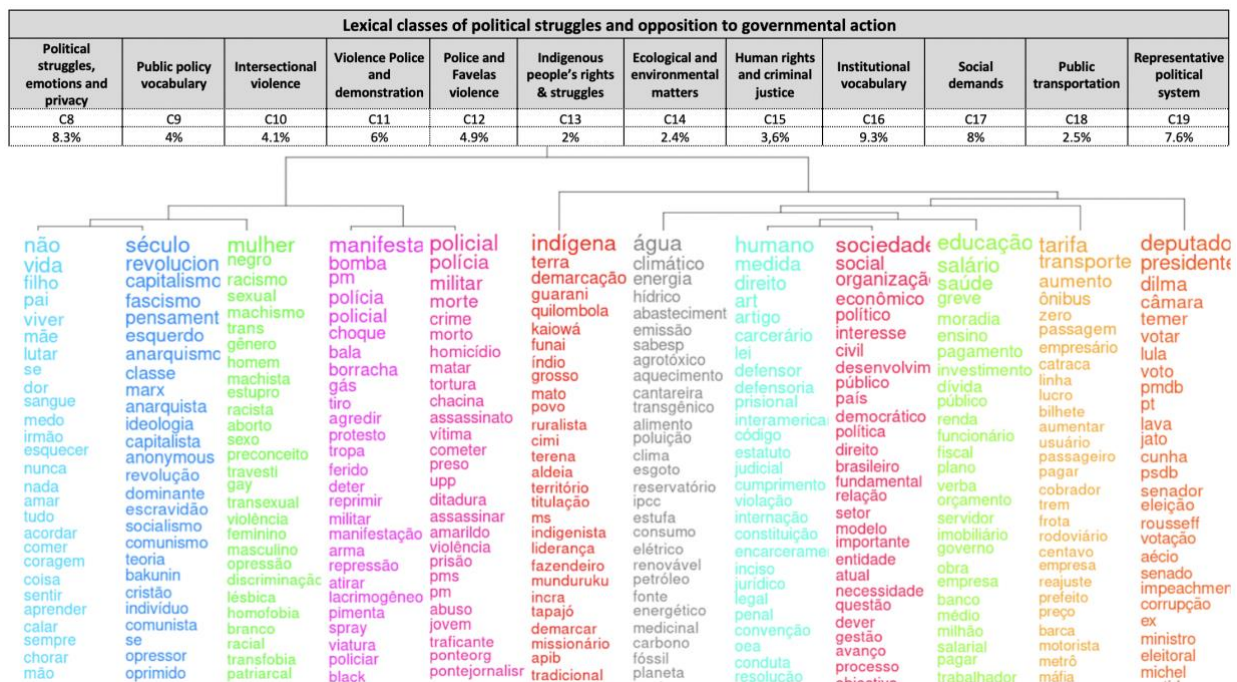 Lexical classes of political struggles and opposition to governmental action
Political
struggles,
emotions and
privacy
Public policy
vocabulary
Intersectional
violence
Violence Police
and
demonstration
Police and
Favelas
violence
Indigenous
people's rights
& struggles
Ecological and
environmental
matters
Human rights
and criminal
justice
Institutional
vocabulary
Social
demands
Public
transportation
Representative
political
system
C8 C9 C10 C11 C12 C13 C14 C15 C16 C17 C18 C19
8.3% 4% 4.1% 6% 4.9% 2% 2.4% 3,6% 9.3% 8% 2.5% 7.6%
não
vida
filho
pai
viver
mãe
lutar
se
dor
sangue
medo
irmão
esquecer
nunca
nada
amar
tudo
acordar
comer
coragem
coisa
sentir
aprender
calar
sempre
chorar
mão
século
revolucion
capitalismo
fascismo
pensament
esquerdo
anarquismo
classe
marx
anarquista
ideologia
capitalista
anonymous
revolução
dominante
escravidão
socialismo
comunismo
teoria
bakunin
cristão
indivíduo
comunista
se
opressor
oprimido
mulher
negro
racismo
sexual
machismo
trans
gênero
homem
machista
estupro
racista
aborto
sexo
preconceito
travesti
gay
transexual
violência
feminino
masculino
opressão
discriminação
lésbica
homofobia
branco
racial
transfobia
patriarcal
manifesta
bomba
pm
polícia
policial
choque
bala
borracha
gás
tiro
agredir
protesto
tropa
ferido
deter
reprimir
militar
manifestação
arma
repressão
atirar
lacrimogêneo
pimenta
spray
viatura
policiar
black
policial
polícia
militar
morte
crime
morto
homicídio
matar
tortura
chacina
assassinato
vítima
cometer
preso
upp
ditadura
assassinar
amarildo
violência
prisão
pms
pm
abuso
jovem
traficante
ponteorg
pontejornalisr
indígena
terra
demarcação
guarani
quilombola
kaiowá
funai
índio
grosso
mato
povo
ruralista
cimi
terena
aldeia
território
titulação
ms
indigenista
liderança
fazendeiro
munduruku
incra
tapajó
demarcar
missionário
apib
tradicional
água
climático
energia
hídrico
abasteciment
emissão
sabesp
agrotóxico
aquecimento
cantareira
transgênico
alimento
poluição
clima
esgoto
reservatório
ipcc
estufa
consumo
elétrico
renovável
petróleo
fonte
energético
medicinal
carbono
fóssil
planeta
humano
medida
direito
art
artigo
carcerário
lei
defensor
defensoria
prisional
interamerica
código
estatuto
judicial
cumprimento
violação
internação
constituição
encarcerame
inciso
jurídico
legal
penal
convenção
oea
conduta
resolução
sociedade
social
organizaçã
econômico
político
interesse
civil
desenvolvim
público
país
democrático
política
direito
brasileiro
fundamental
relação
setor
modelo
importante
entidade
atual
necessidade
questão
dever
gestão
avanço
processo
educação
salário
saúde
greve
moradia
ensino
pagamento
investimento
dívida
público
renda
funcionário
fiscal
plano
verba
orçamento
servidor
imobiliário
governo
obra
empresa
banco
médio
milhão
salarial
pagar
trabalhador
tarifa
transporte
aumento
ônibus
zero
passagem
empresário
catraca
linha
lucro
bilhete
aumentar
usuário
passageiro
pagar
cobrador
trem
frota
rodoviário
centavo
empresa
reajuste
prefeito
preço
barca
motorista
metrô
máfia
deputado
presidente
dilma
câmara
temer
votar
lula
voto
pmdb
pt
lava
jato
cunha
psdb
senador
eleição
rousseff
votação
aécio
senado
impeachmen
corrupção
ex
ministro
eleitoral
michel